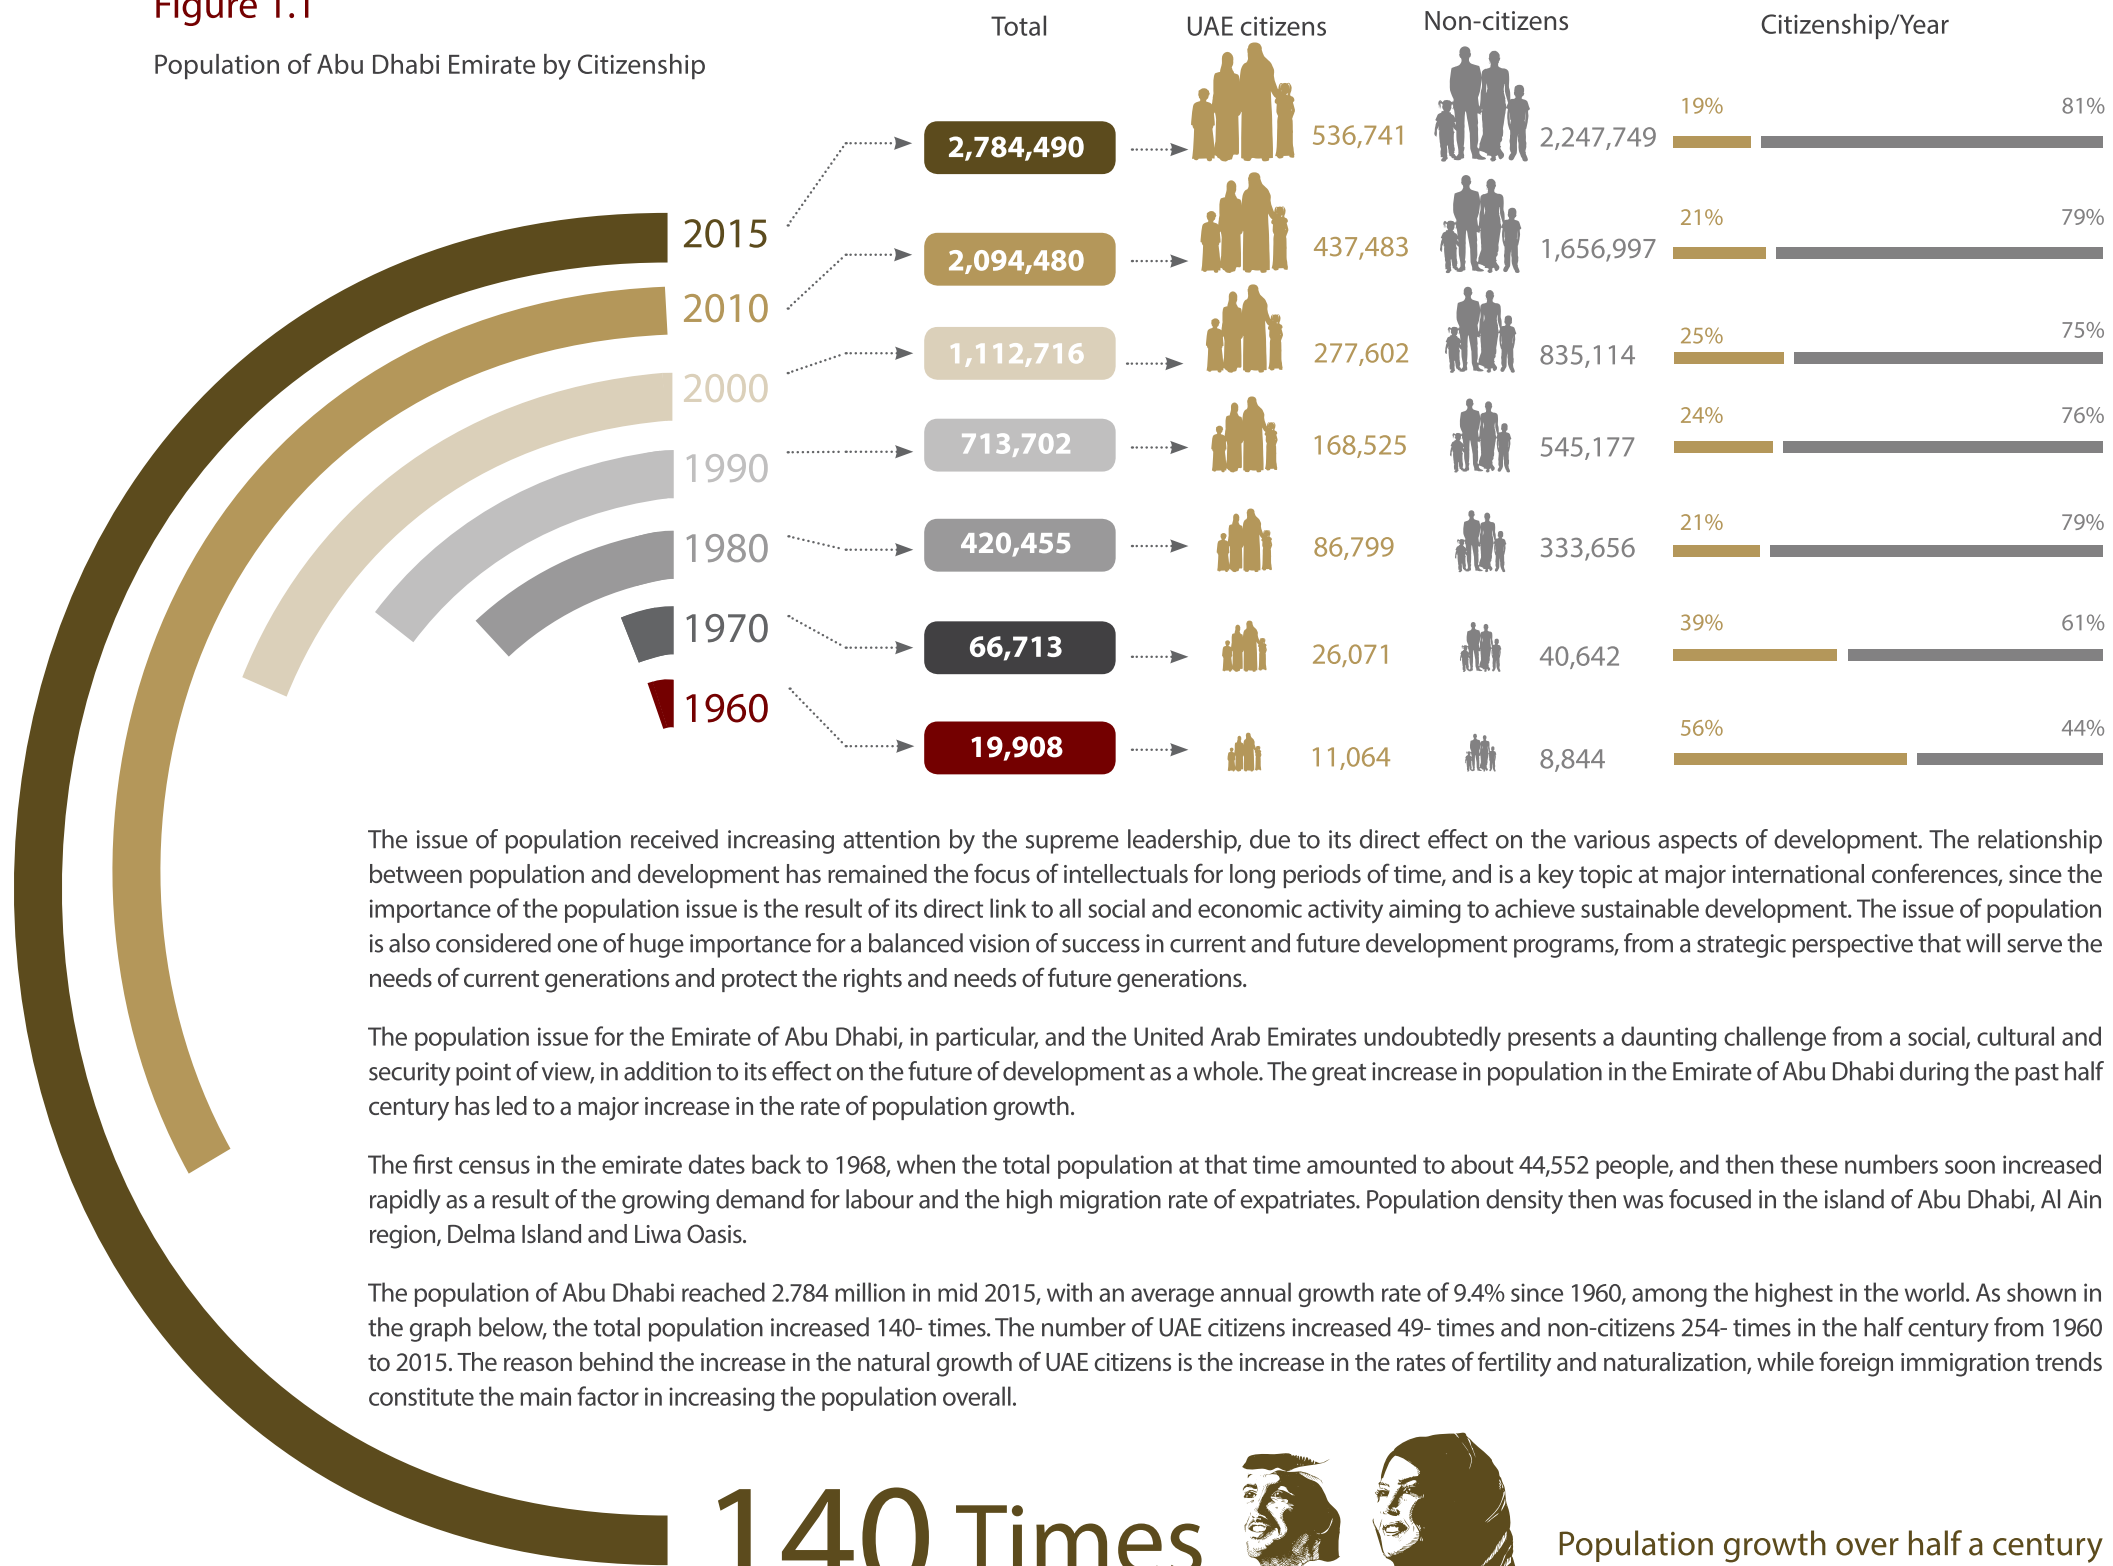 Figure 1.1
Population of Abu Dhabi Emirate by Citizenship
Total UAE citizens Non-citizens Citizenship/Year
2015 2,784,490 536,741 2,247,749 19% 81%
2010 2,094,480 437,483 1,656,997 21% 79%
2000 1,112,716 277,602 835,114 25% 75%
1990 713,702 168,525 545,177 24% 76%
1980 420,455 86,799 333,656 21% 79%
1970 66,713 26,071 40,642 39% 61%
1960 19,908 11,064 8,844 56% 44%
The issue of population received increasing attention by the supreme leadership, due to its direct effect on the various aspects of development. The relationship
between population and development has remained the focus of intellectuals for long periods of time, and is a key topic at major international conferences, since the
importance of the population issue is the result of its direct link to all social and economic activity aiming to achieve sustainable development. The issue of population
is also considered one of huge importance for a balanced vision of success in current and future development programs, from a strategic perspective that will serve the
needs of current generations and protect the rights and needs of future generations.
The population issue for the Emirate of Abu Dhabi, in particular, and the United Arab Emirates undoubtedly presents a daunting challenge from a social, cultural and
security point of view, in addition to its effect on the future of development as a whole. The great increase in population in the Emirate of Abu Dhabi during the past half
century has led to a major increase in the rate of population growth.
The first census in the emirate dates back to 1968, when the total population at that time amounted to about 44,552 people, and then these numbers soon increased
rapidly as a result of the growing demand for labour and the high migration rate of expatriates. Population density then was focused in the island of Abu Dhabi, Al Ain
region, Delma Island and Liwa Oasis.
The population of Abu Dhabi reached 2.784 million in mid 2015, with an average annual growth rate of 9.4% since 1960, among the highest in the world. As shown in
the graph below, the total population increased 140- times. The number of UAE citizens increased 49- times and non-citizens 254- times in the half century from 1960
to 2015. The reason behind the increase in the natural growth of UAE citizens is the increase in the rates of fertility and naturalization, while foreign immigration trends
constitute the main factor in increasing the population overall.
140 Times
Population growth over half a century